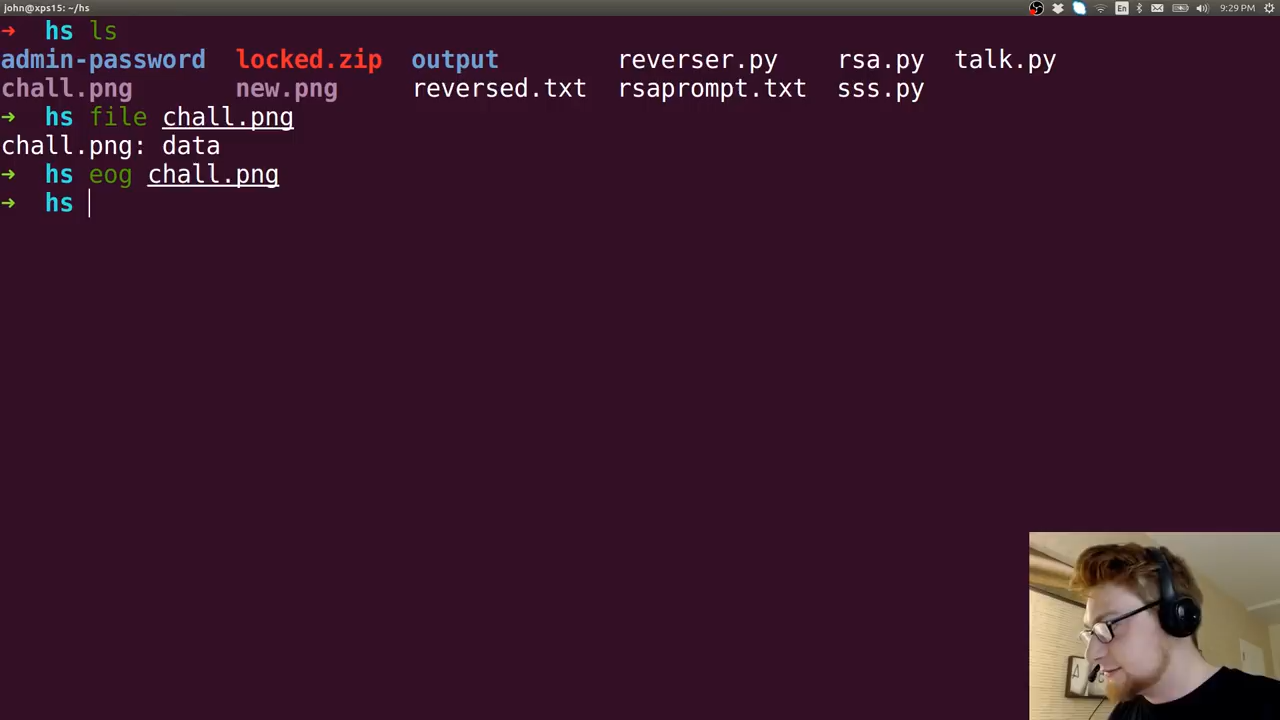 john@xps15: ~/hs
En
9:29 PM
➜ hs ls
admin-password locked.zip output reverser.py rsa.py talk.py
chall.png new.png reversed.txt rsaprompt.txt sss.py
➜ hs file chall.png
chall.png: data
➜ hs eog chall.png
➜ hs